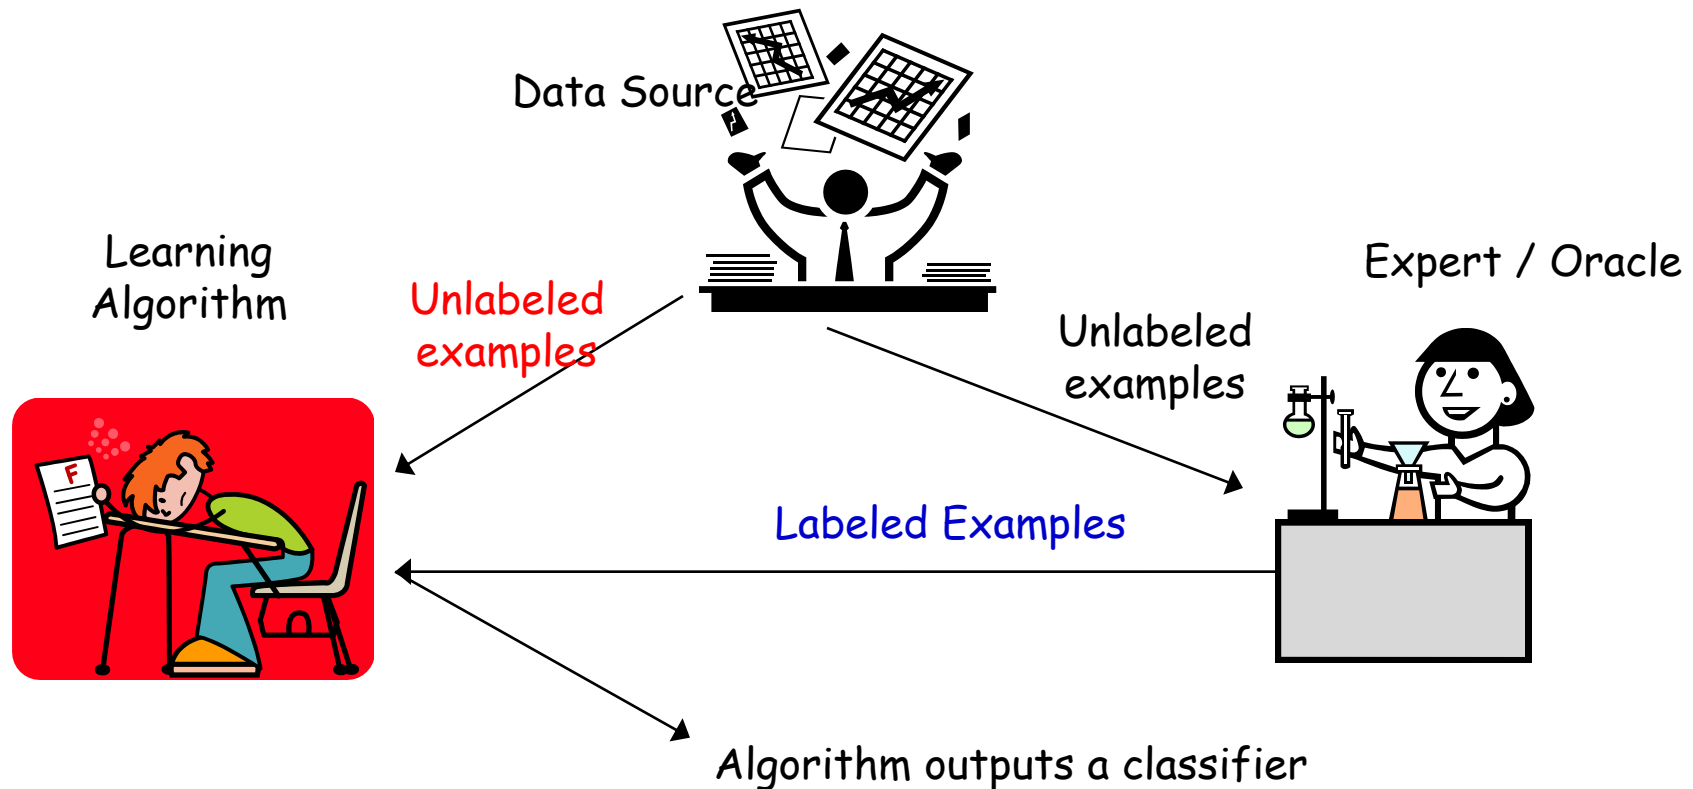 Data Source
Learning
Algorithm
Unlabeled
examples
Expert / Oracle
Unlabeled
examples
F
Labeled Examples
Algorithm outputs a classifier